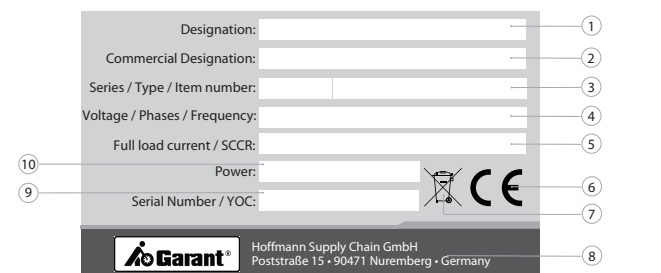 Designation: 1
Commercial Designation: 2
Series / Type / Item number: 3
Voltage / Phases / Frequency: 4
Full load current / SCCR: 5
10 Power:
9 Serial Number / YOC: CE 6
7
Garant® Hoffmann Supply Chain GmbH
Poststraße 15 • 90471 Nuremberg • Germany 8